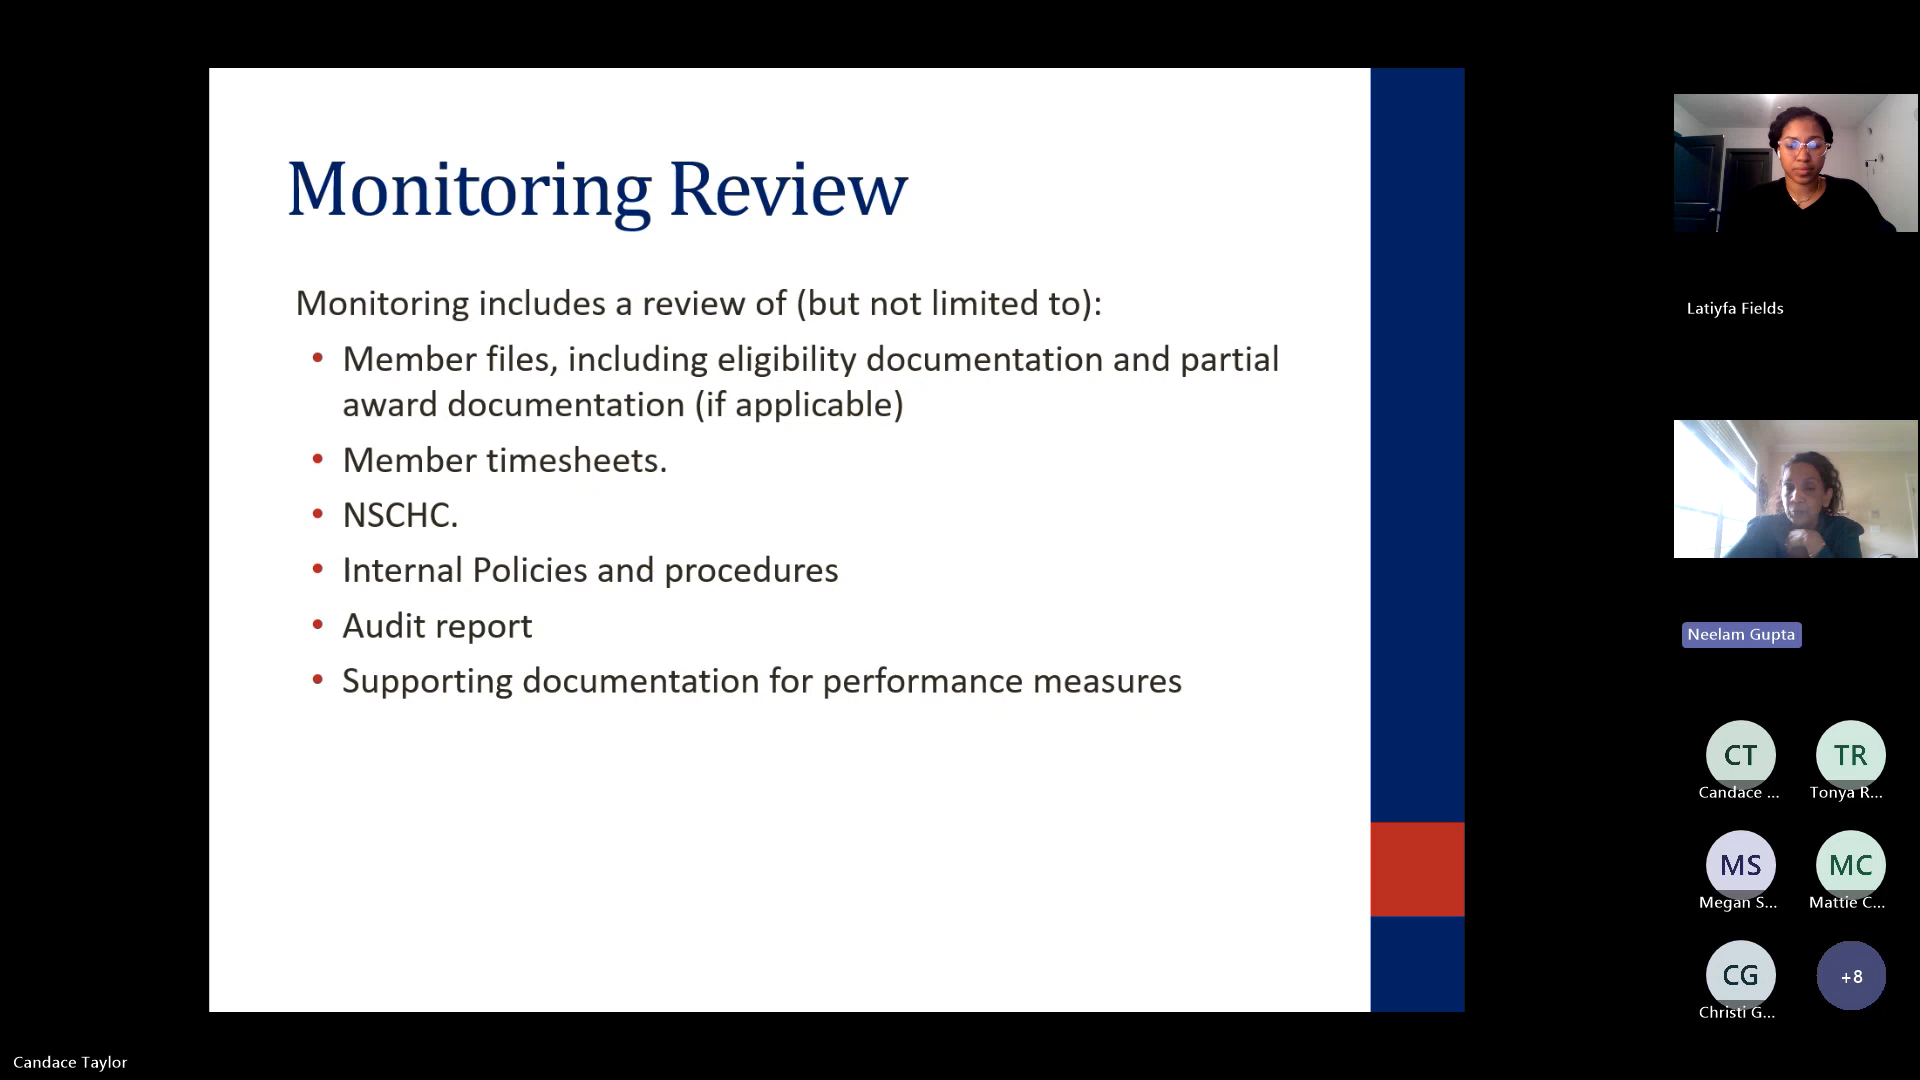 Monitoring Review
Monitoring includes a review of (but not limited to):
• Member files, including eligibility documentation and partial
award documentation (if applicable)
• Member timesheets.
• NSCHC.
• Internal Policies and procedures
• Audit report
• Supporting documentation for performance measures
Latiyfa Fields
Neelam Gupta
CT
TR
Candace ...
Tonya R...
MS
MC
Megan S...
Mattie C...
CG
+8
Christi G...
Candace Taylor